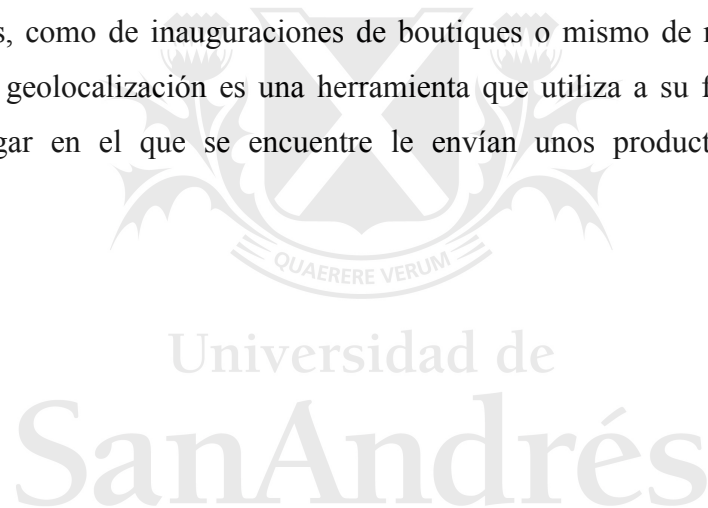 s, como de inauguraciones de boutiques o mismo de
geolocalización es una herramienta que utiliza a su
gar en el que se encuentre le envían unos product
QUAERERE VERUM
Universidad de
SanAndrés